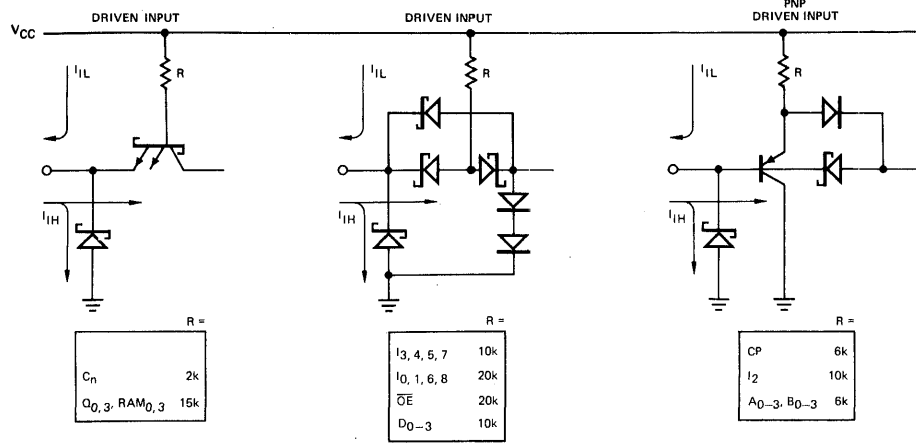 DRIVEN INPUT
DRIVEN INPUT
PNP
DRIVEN INPUT
VCC
IIL
R
IIL
R
IIL
R
IIH
IIH
IIH
R =
Cn 2k
Q0, 3, RAM0, 3 15k
R =
I3, 4, 5, 7 10k
I0, 1, 6, 8 20k
OE 20k
D0–3 10k
R =
CP 6k
I2 10k
A0–3, B0–3 6k